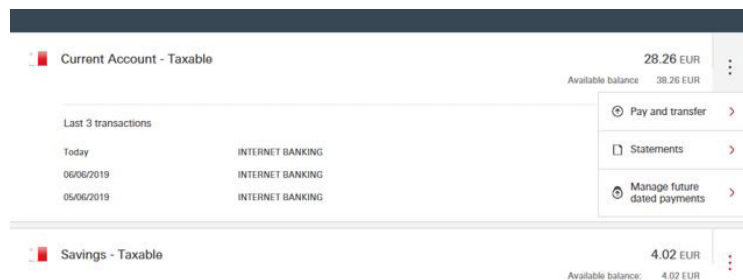 Current Account - Taxable
28.26 EUR
Available balance 38.26 EUR
Last 3 transactions
Today INTERNET BANKING
06/06/2019 INTERNET BANKING
05/06/2019 INTERNET BANKING
Pay and transfer
Statements
Manage future
dated payments
Savings - Taxable
4.02 EUR
Available balance: 4.02 EUR